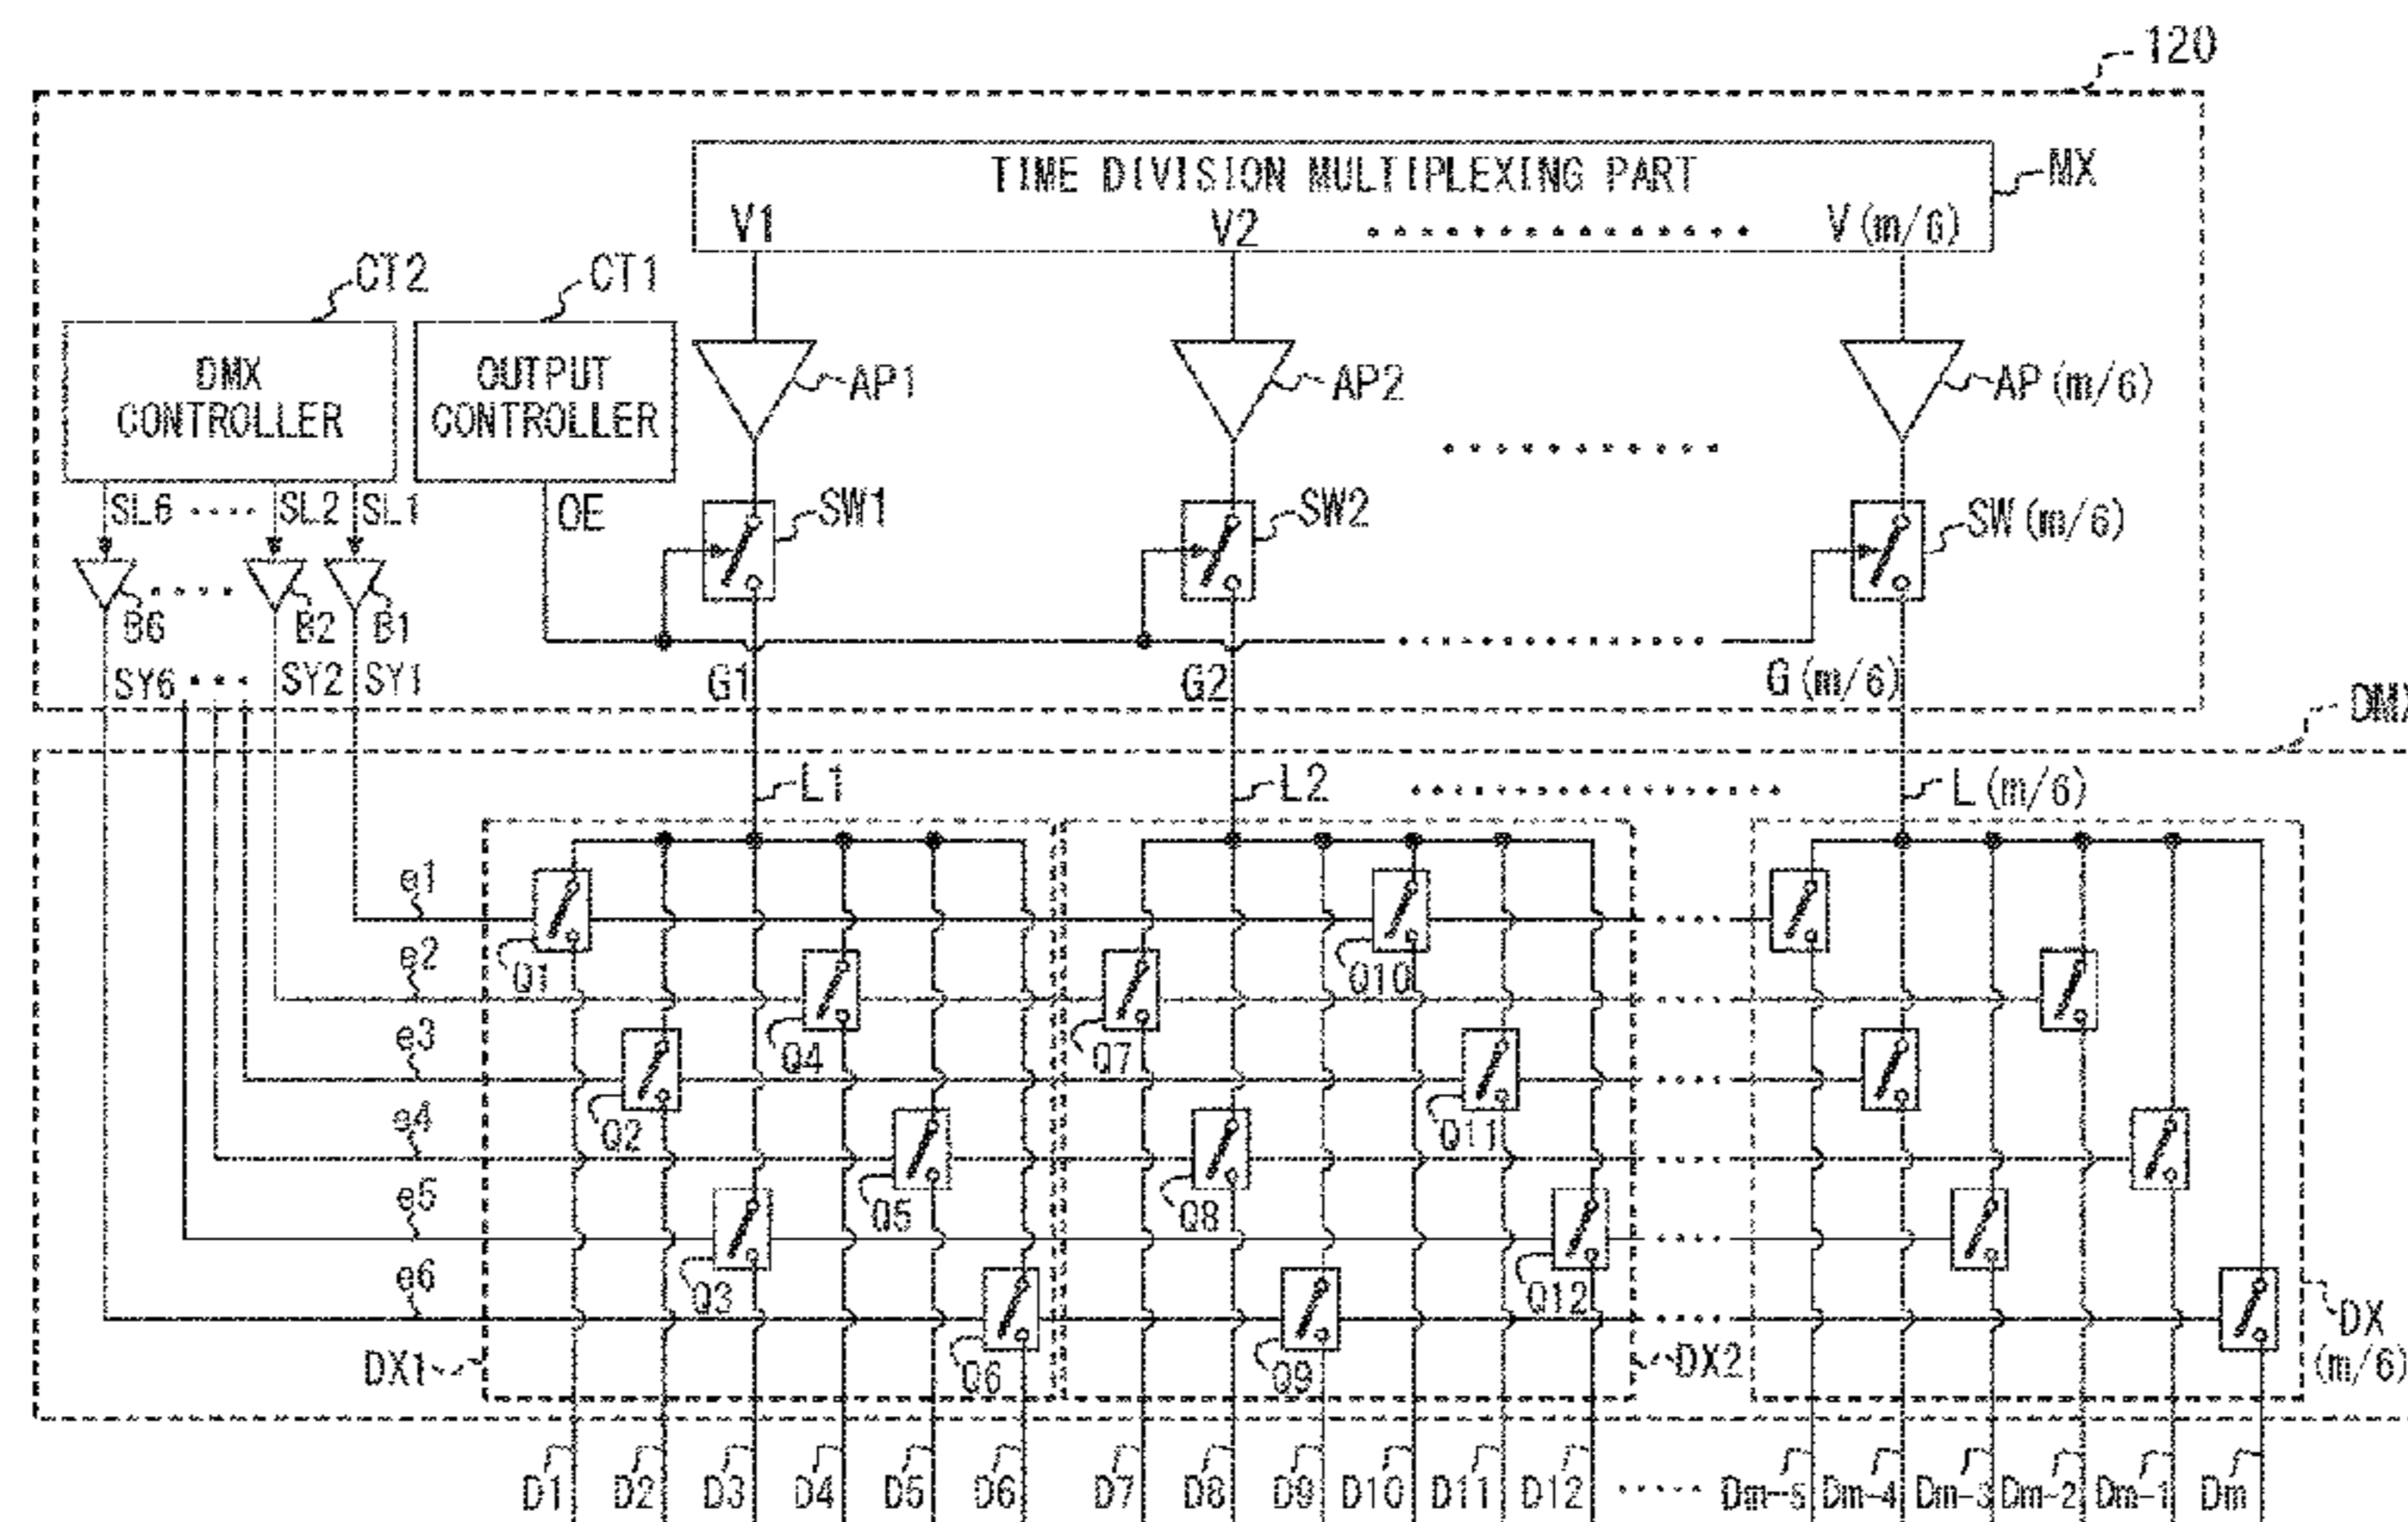 120
TIME DIVISION MULTIPLEXING PART
MX
V1
V2
V(m/6)
CT2
CT1
DMX
CONTROLLER
OUTPUT
CONTROLLER
AP1
AP2
AP(m/6)
SL6
SL2
SL1
OE
SW1
SW2
SW(m/6)
B6
B2
B1
SY6
SY2
SY1
G1
G2
G(m/6)
DMX
L1
L2
L(m/6)
e1
e2
e3
e4
e5
e6
Q1
Q10
Q4
Q7
Q2
Q11
Q5
Q8
Q3
Q12
Q6
Q9
DX1
DX2
DX
(m/6)
D1
D2
D3
D4
D5
D6
D7
D8
D9
D10
D11
D12
Dm-5
Dm-4
Dm-3
Dm-2
Dm-1
Dm